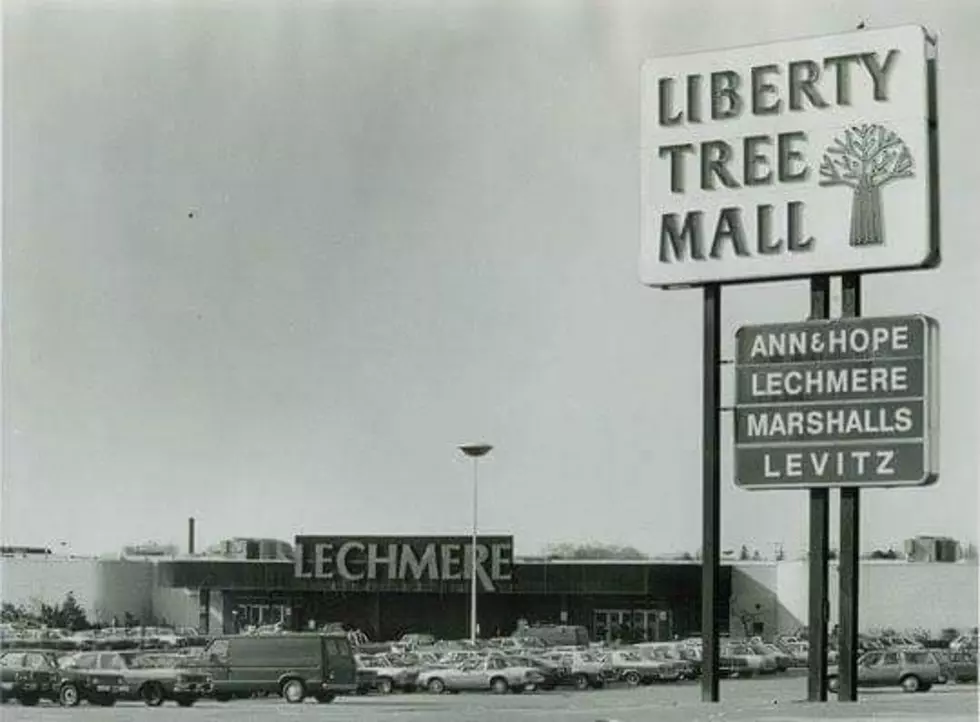 LIBERTY
TREE
MALL
ANN & HOPE
LECHMERE
MARSHALLS
LEVITZ
LECHMERE